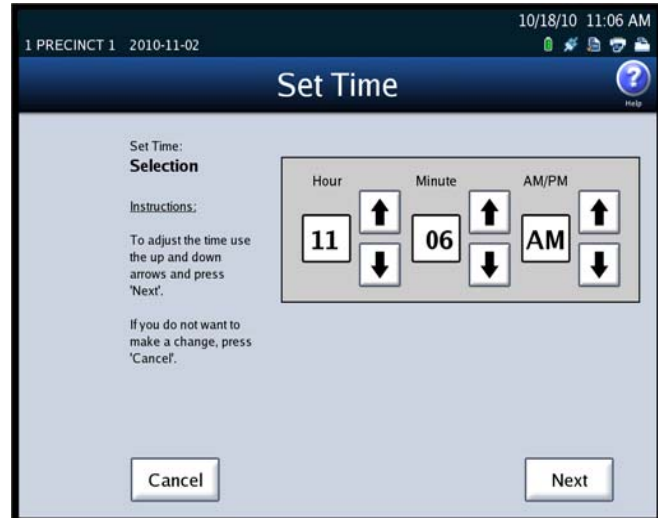 10/18/10 11:06 AM
1 PRECINCT 1 2010-11-02
Set Time
Help
Set Time:
Selection
Instructions:
To adjust the time use
the up and down
arrows and press
'Next'.
If you do not want to
make a change, press
'Cancel'.
Hour Minute AM/PM
11 06 AM
Cancel Next